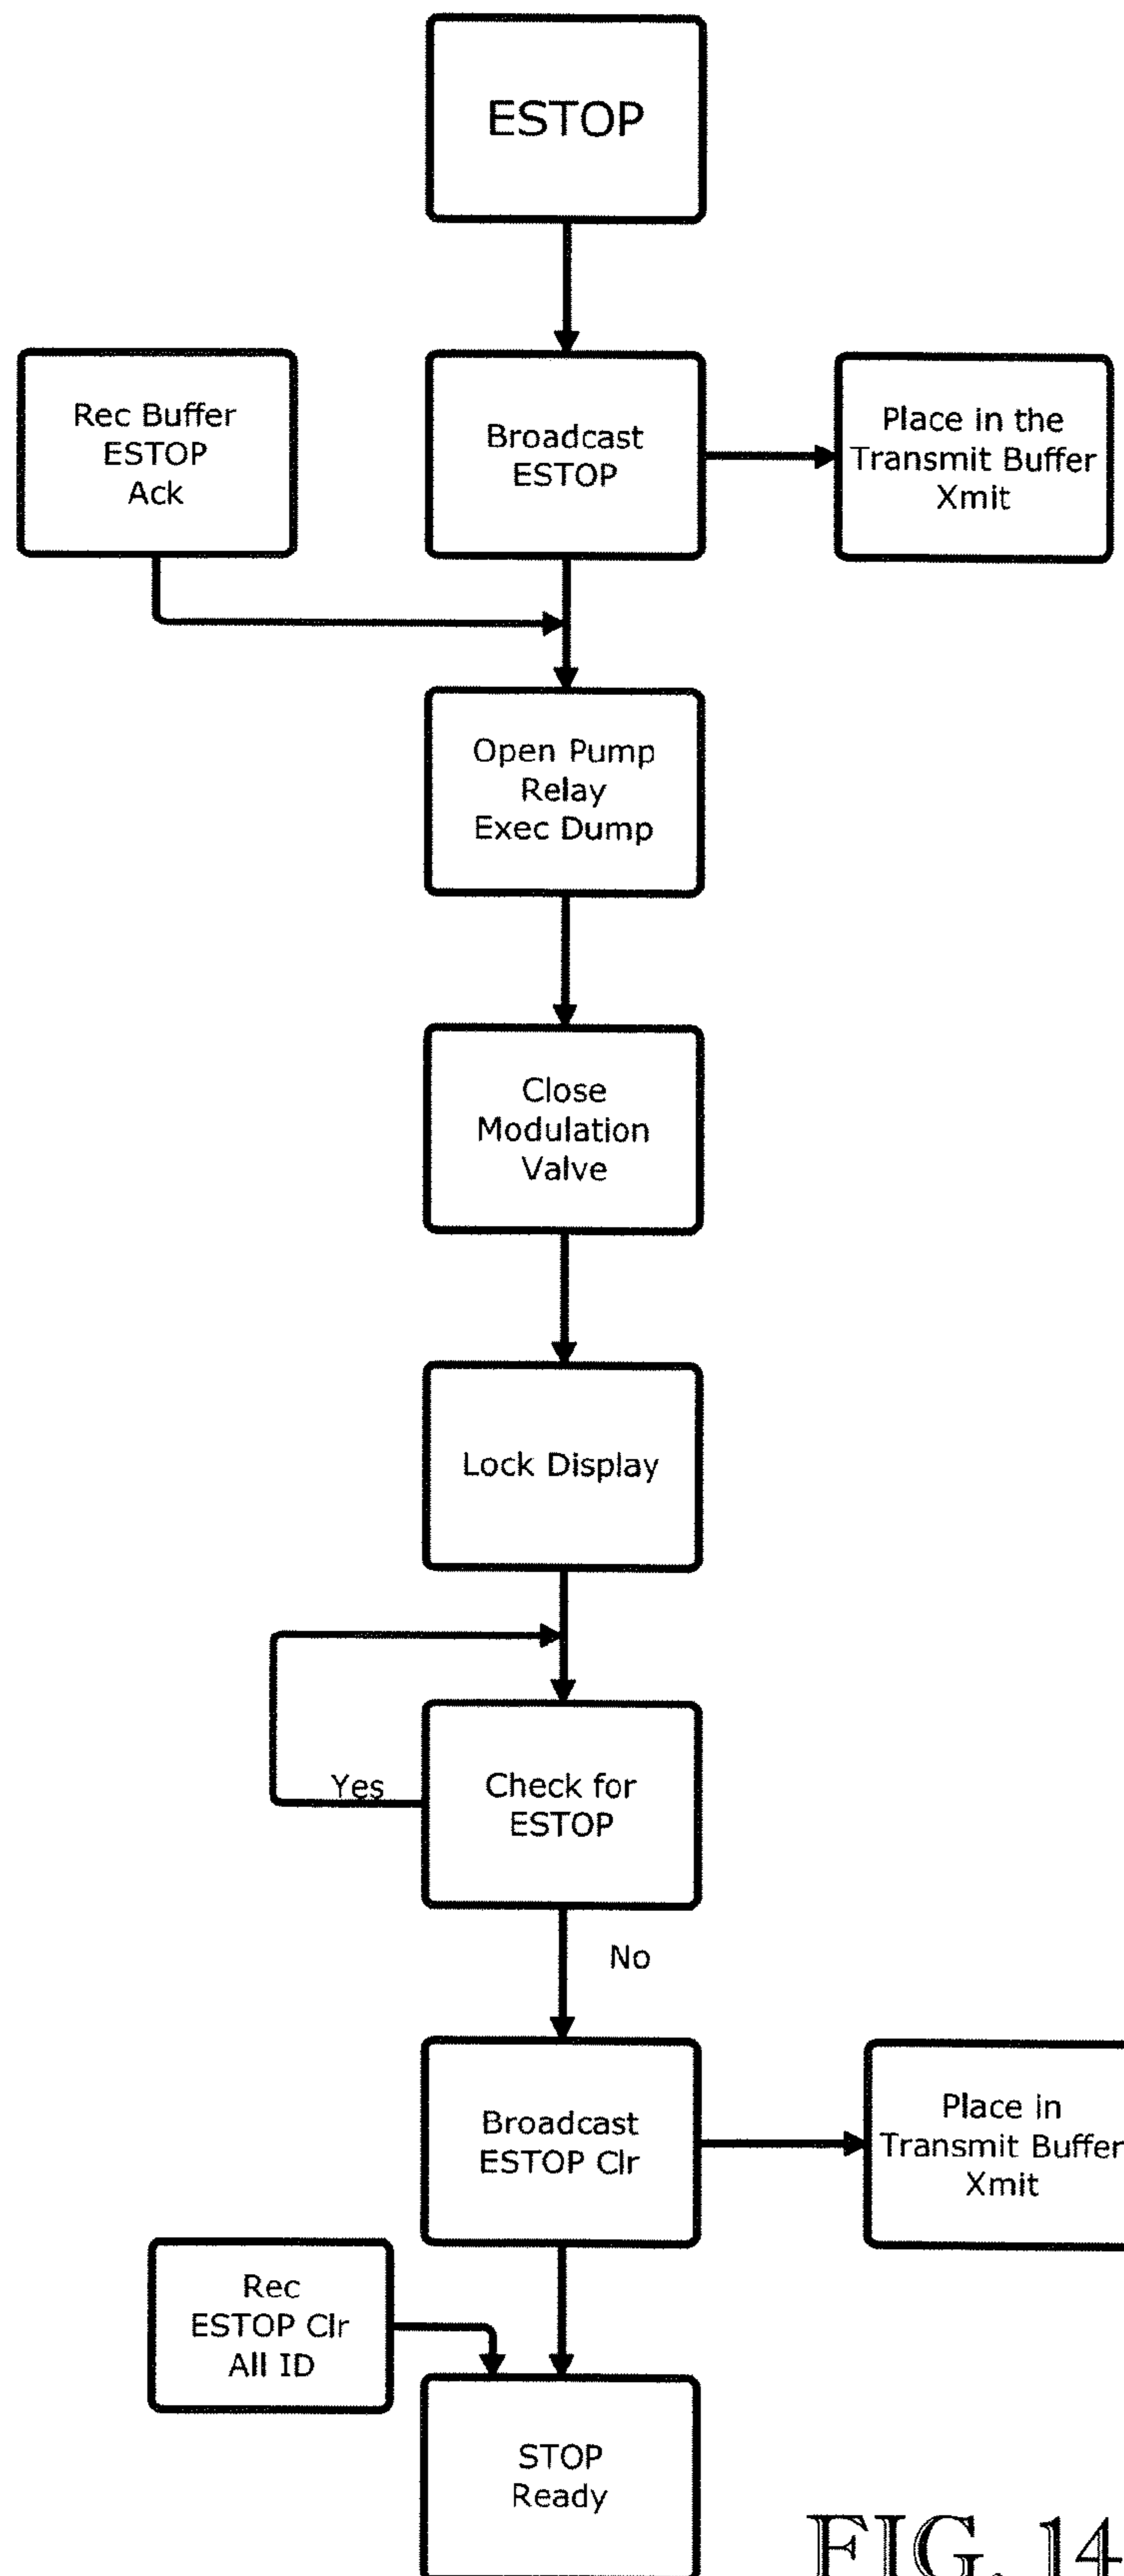 ESTOP
Rec Buffer
ESTOP
Ack
Broadcast
ESTOP
Place in the
Transmit Buffer
Xmit
Open Pump
Relay
Exec Dump
Close
Modulation
Valve
Lock Display
Yes
Check for
ESTOP
No
Broadcast
ESTOP Clr
Place in
Transmit Buffer
Xmit
Rec
ESTOP Clr
All ID
STOP
Ready
FIG. 14